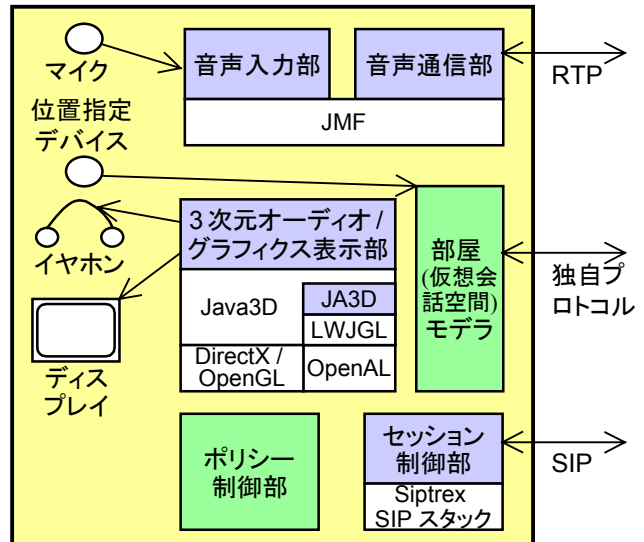 マイク
音声入力部
音声通信部
JMF
RTP
位置指定
デバイス
イヤホン
3 次元オーディオ /
グラフィクス表示部
Java3D
JA3D
LWJGL
DirectX /
OpenGL
OpenAL
部屋
(仮想会
話空間)
モデラ
独自プ
ロトコル
ディス
プレイ
ポリシー
制御部
セッション
制御部
Siptrex
SIP スタック
SIP